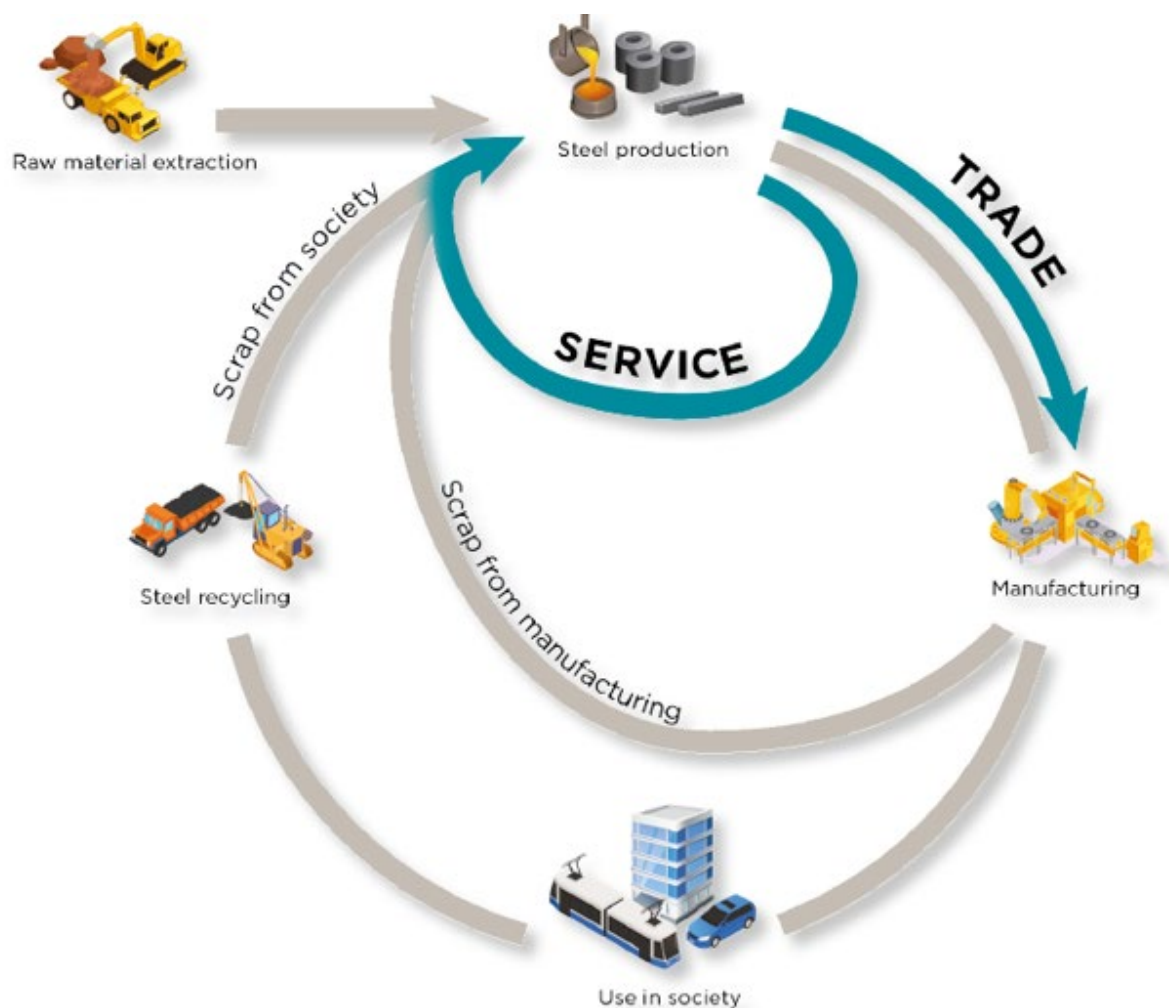 Raw material extraction
Steel production
TRADE
Scrap from society
SERVICE
Steel recycling
Scrap from manufacturing
Manufacturing
Use in society